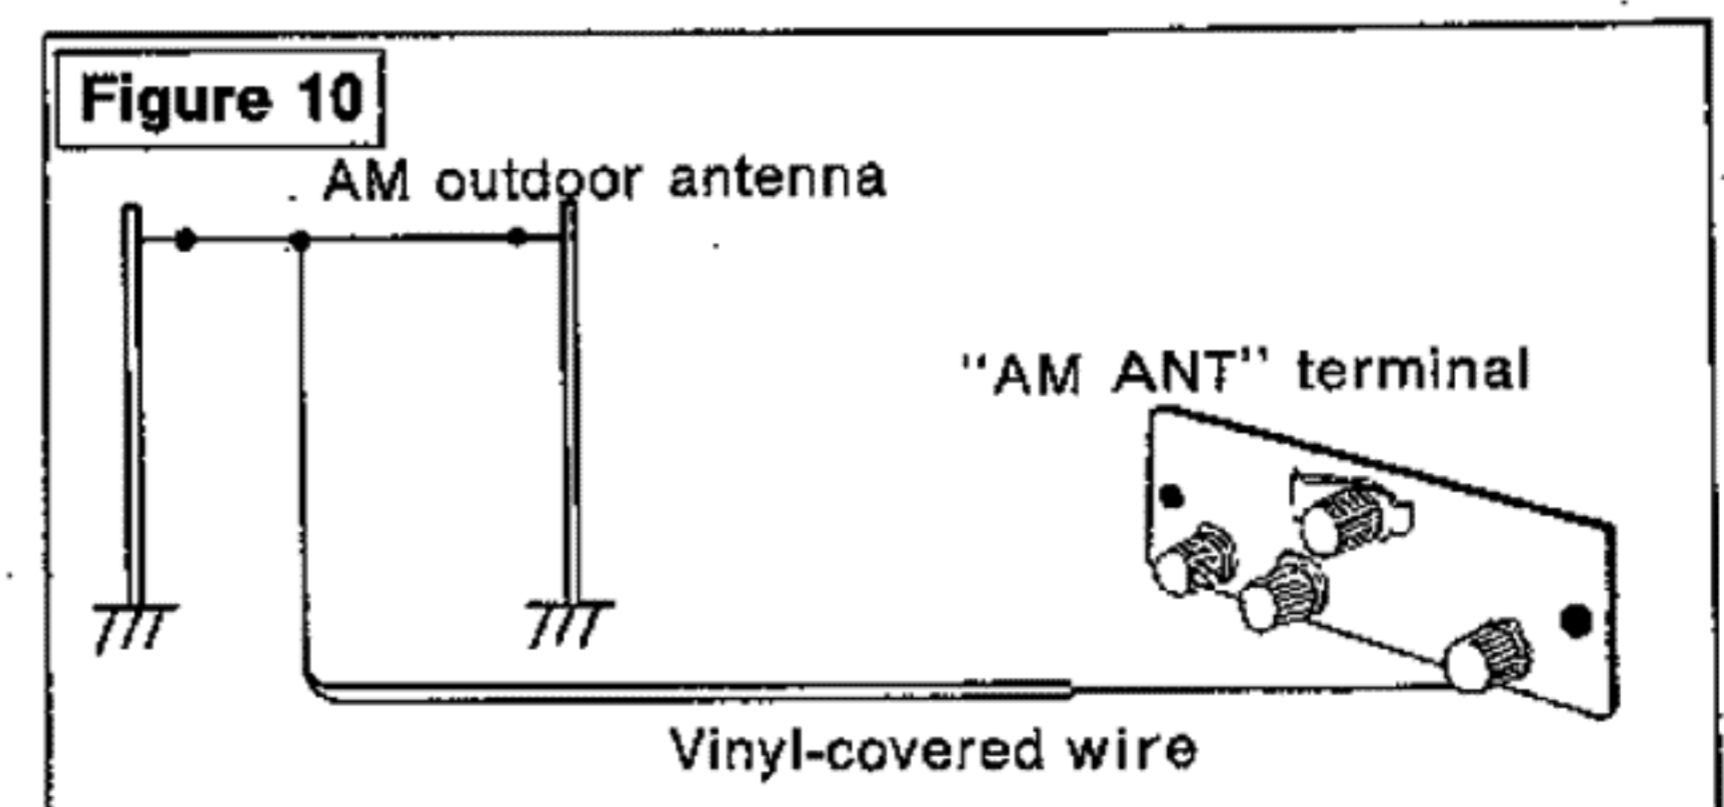 Figure 10
AM outdoor antenna
"AM ANT" terminal
Vinyl-covered wire